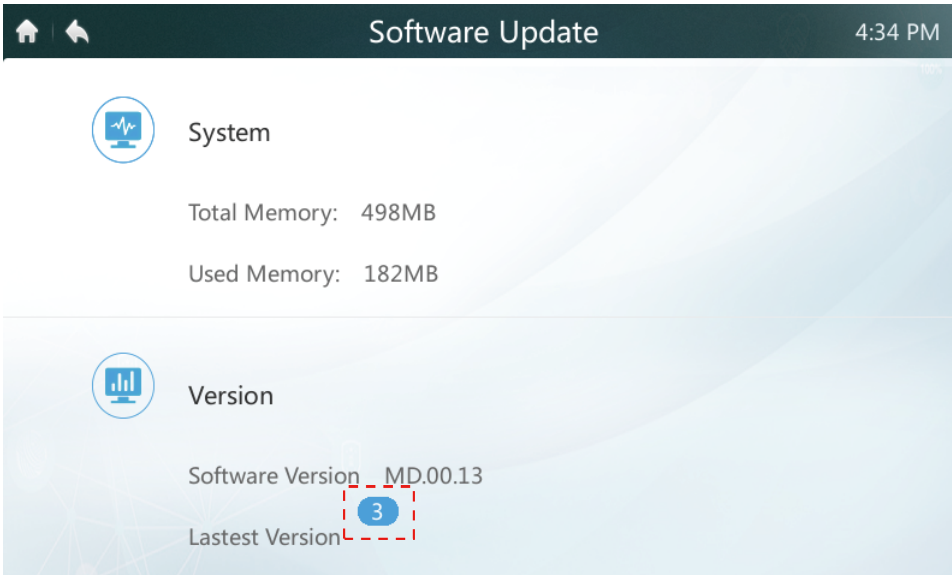 Software Update
4:34 PM
100%
System
Total Memory: 498MB
Used Memory: 182MB
Version
Software Version MD.00.13
3
Lastest Version